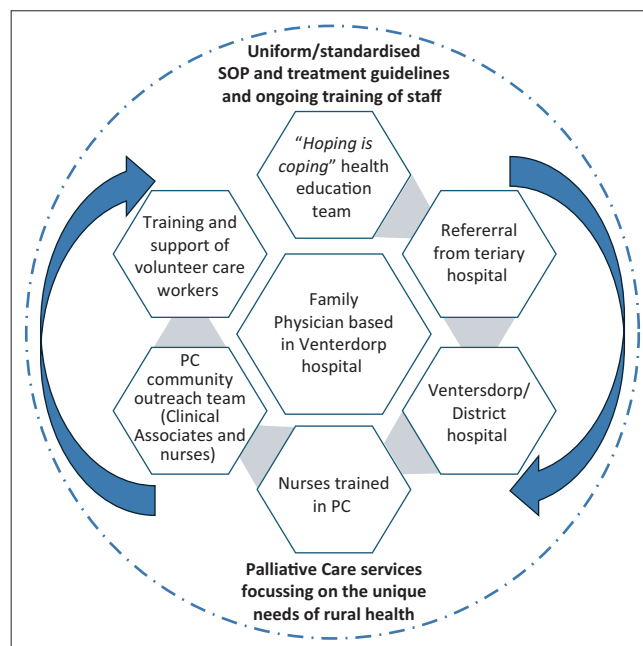 Uniform/standardised
SOP and treatment guidelines
and ongoing training of staff
“Hoping is
coping” health
education
team
Training and
support of
volunteer care
workers
Refererral
from teriary
hospital
Family
Physician based
in Venterdorp
hospital
PC
community
outreach team
(Clinical
Associates and
nurses)
Ventersdorp/
District
hospital
Nurses trained
in PC
Palliative Care services
focussing on the unique
needs of rural health